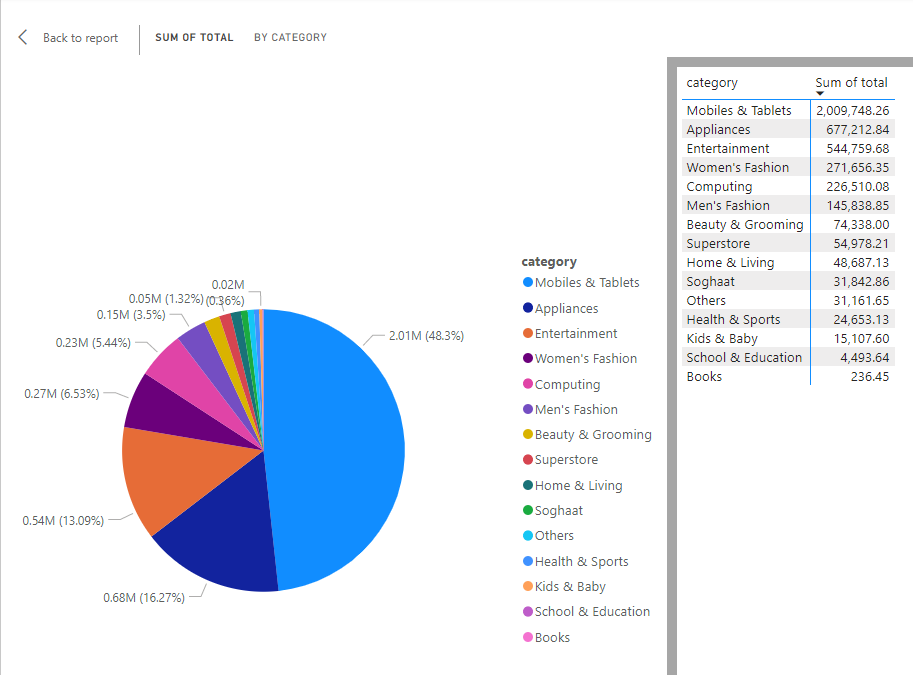 Back to report
SUM OF TOTAL BY CATEGORY
0.02M
(0.36%)
0.05M (1.32%)
0.15M (3.5%)
0.23M (5.44%)
0.27M (6.53%)
0.54M (13.09%)
0.68M (16.27%)
2.01M (48.3%)
category
Mobiles & Tablets
Appliances
Entertainment
Women's Fashion
Computing
Men's Fashion
Beauty & Grooming
Superstore
Home & Living
Soghaat
Others
Health & Sports
Kids & Baby
School & Education
Books
category Sum of total
Mobiles & Tablets 2,009,748.26
Appliances 677,212.84
Entertainment 544,759.68
Women's Fashion 271,656.35
Computing 226,510.08
Men's Fashion 145,838.85
Beauty & Grooming 74,338.00
Superstore 54,978.21
Home & Living 48,687.13
Soghaat 31,842.86
Others 31,161.65
Health & Sports 24,653.13
Kids & Baby 15,107.60
School & Education 4,493.64
Books 236.45